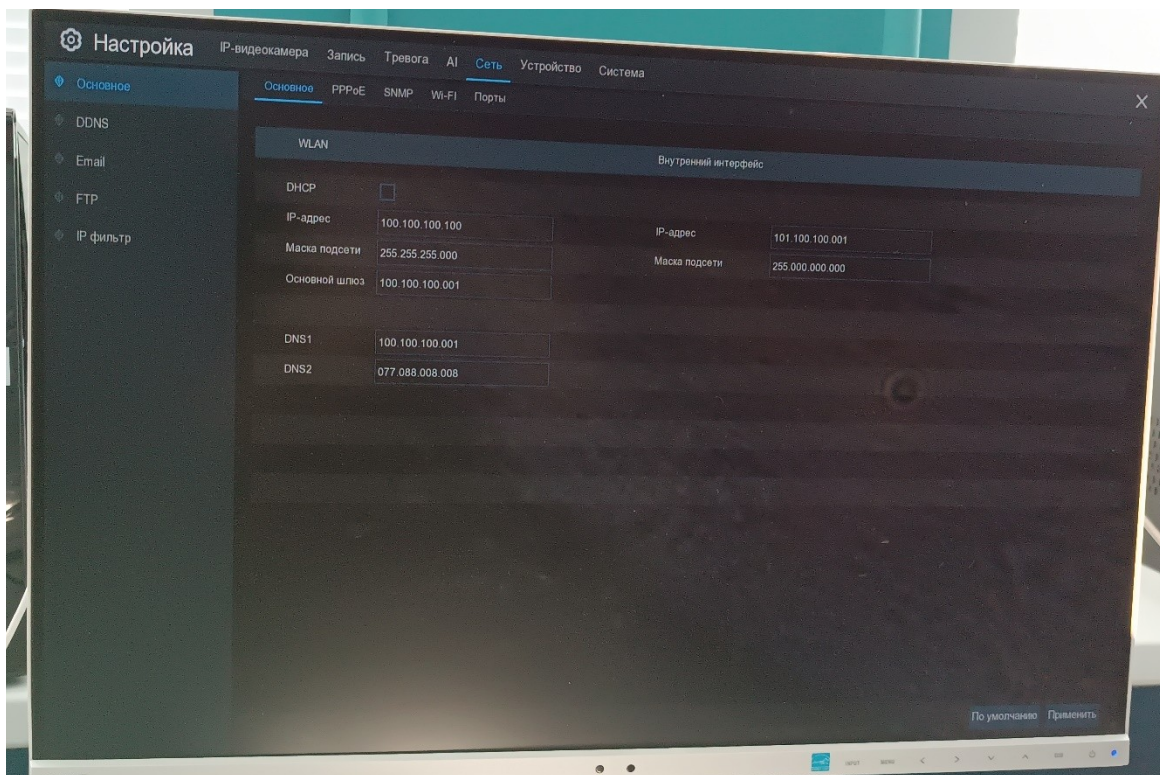 Настройка
IP-видеокамера Запись Тревога AI Сеть Устройство Система
Основное
DDNS
Email
FTP
IP фильтр
Основное PPPoE SNMP Wi-FI Порты
X
WLAN Внутренний интерфейс
DHCP
IP-адрес 100.100.100.100 IP-адрес 101.100.100.001
Маска подсети 255.255.255.000 Маска подсети 255.000.000.000
Основной шлюз 100.100.100.001
DNS1 100.100.100.001
DNS2 077.088.008.008
По умолчанию Применить